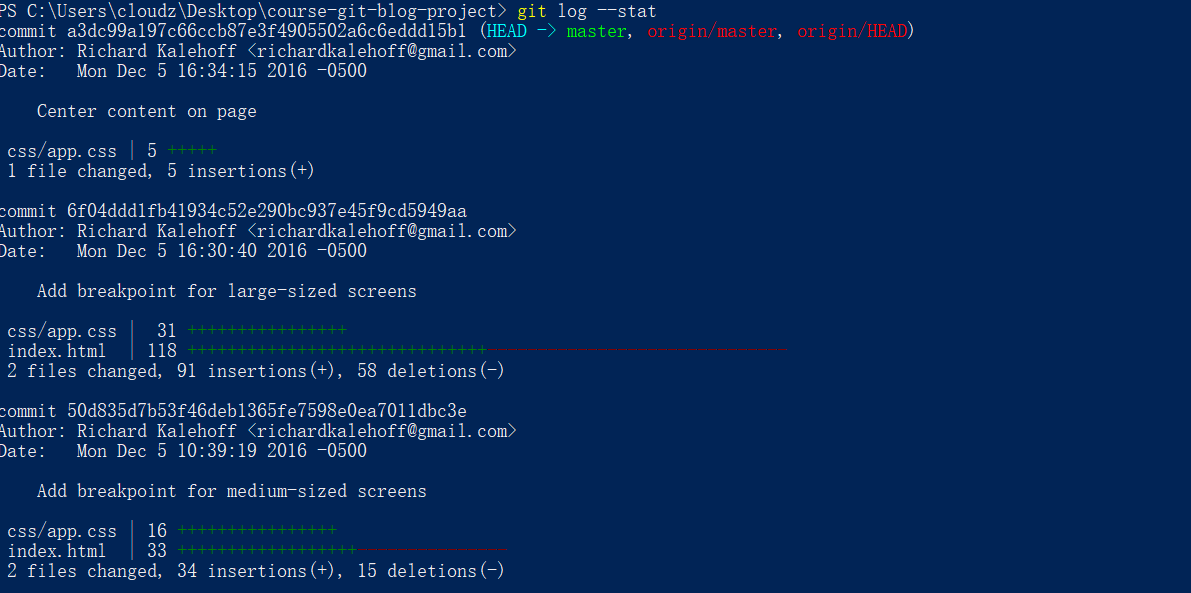 PS C:\Users\cloudz\Desktop\course-git-blog-project> git log --stat
commit a3dc99a197c66ccb87e3f4905502a6c6eddd15b1 (HEAD -> master, origin/master, origin/HEAD)
Author: Richard Kalehoff <richardkalehoff@gmail.com>
Date:   Mon Dec 5 16:34:15 2016 -0500

    Center content on page

 css/app.css | 5 +++++
 1 file changed, 5 insertions(+)

commit 6f04ddd1fb41934c52e290bc937e45f9cd5949aa
Author: Richard Kalehoff <richardkalehoff@gmail.com>
Date:   Mon Dec 5 16:30:40 2016 -0500

    Add breakpoint for large-sized screens

 css/app.css |  31 ++++++++++++++++
 index.html  | 118 ++++++++++++++++++++++++++++++------------------------------
 2 files changed, 91 insertions(+), 58 deletions(-)

commit 50d835d7b53f46deb1365fe7598e0ea7011dbc3e
Author: Richard Kalehoff <richardkalehoff@gmail.com>
Date:   Mon Dec 5 10:39:19 2016 -0500

    Add breakpoint for medium-sized screens

 css/app.css | 16 ++++++++++++++++
 index.html  | 33 ++++++++++++++++++---------------
 2 files changed, 34 insertions(+), 15 deletions(-)